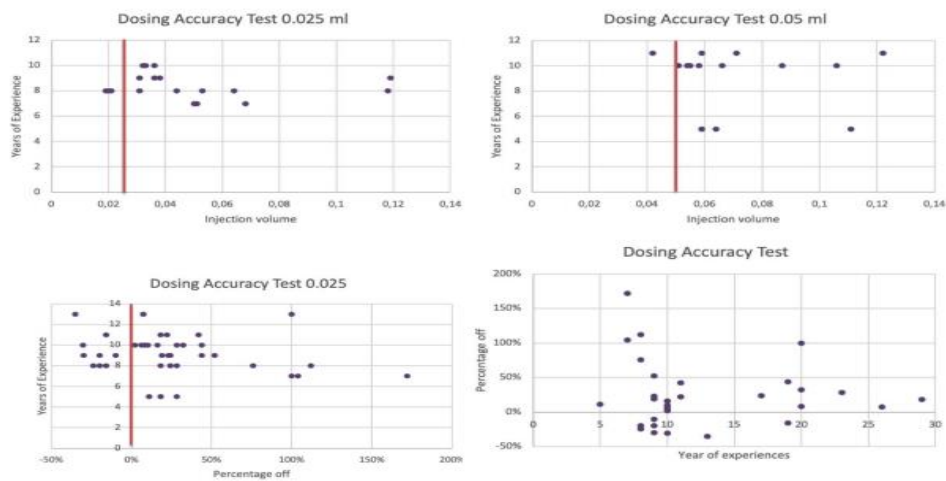 Dosing Accuracy Test 0.025 ml
12
10
8
6
4
2
0
Years of Experience
0 0,02 0,04 0,06 0,08 0,1 0,12 0,14
Injection volume
Dosing Accuracy Test 0.05 ml
12
10
8
6
4
2
0
Years of Experience
0 0,02 0,04 0,06 0,08 0,1 0,12 0,14
Injection volume
Dosing Accuracy Test 0.025
14
12
10
8
6
4
2
0
Years of Experience
-50% 0% 50% 100% 150% 200%
Percentage off
Dosing Accuracy Test
200%
150%
100%
50%
0%
-50%
Percentage off
0 5 10 15 20 25 30
Year of experiences